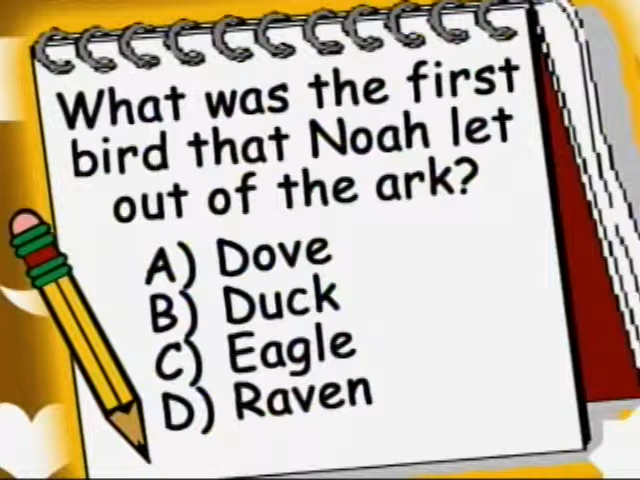 What was the first
bird that Noah let
out of the ark?
A) Dove
B) Duck
C) Eagle
D) Raven